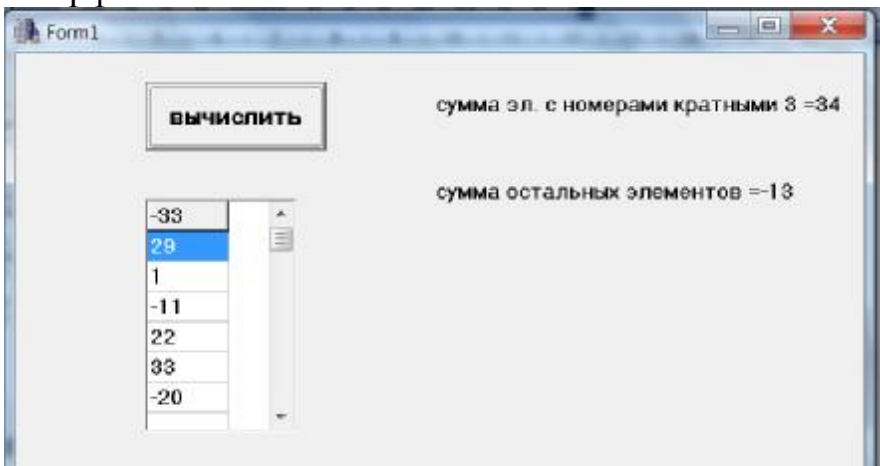 Form1
вычислить
сумма эл. с номерами кратными 3 =34
сумма остальных элементов =-13
-33
29
1
-11
22
33
-20